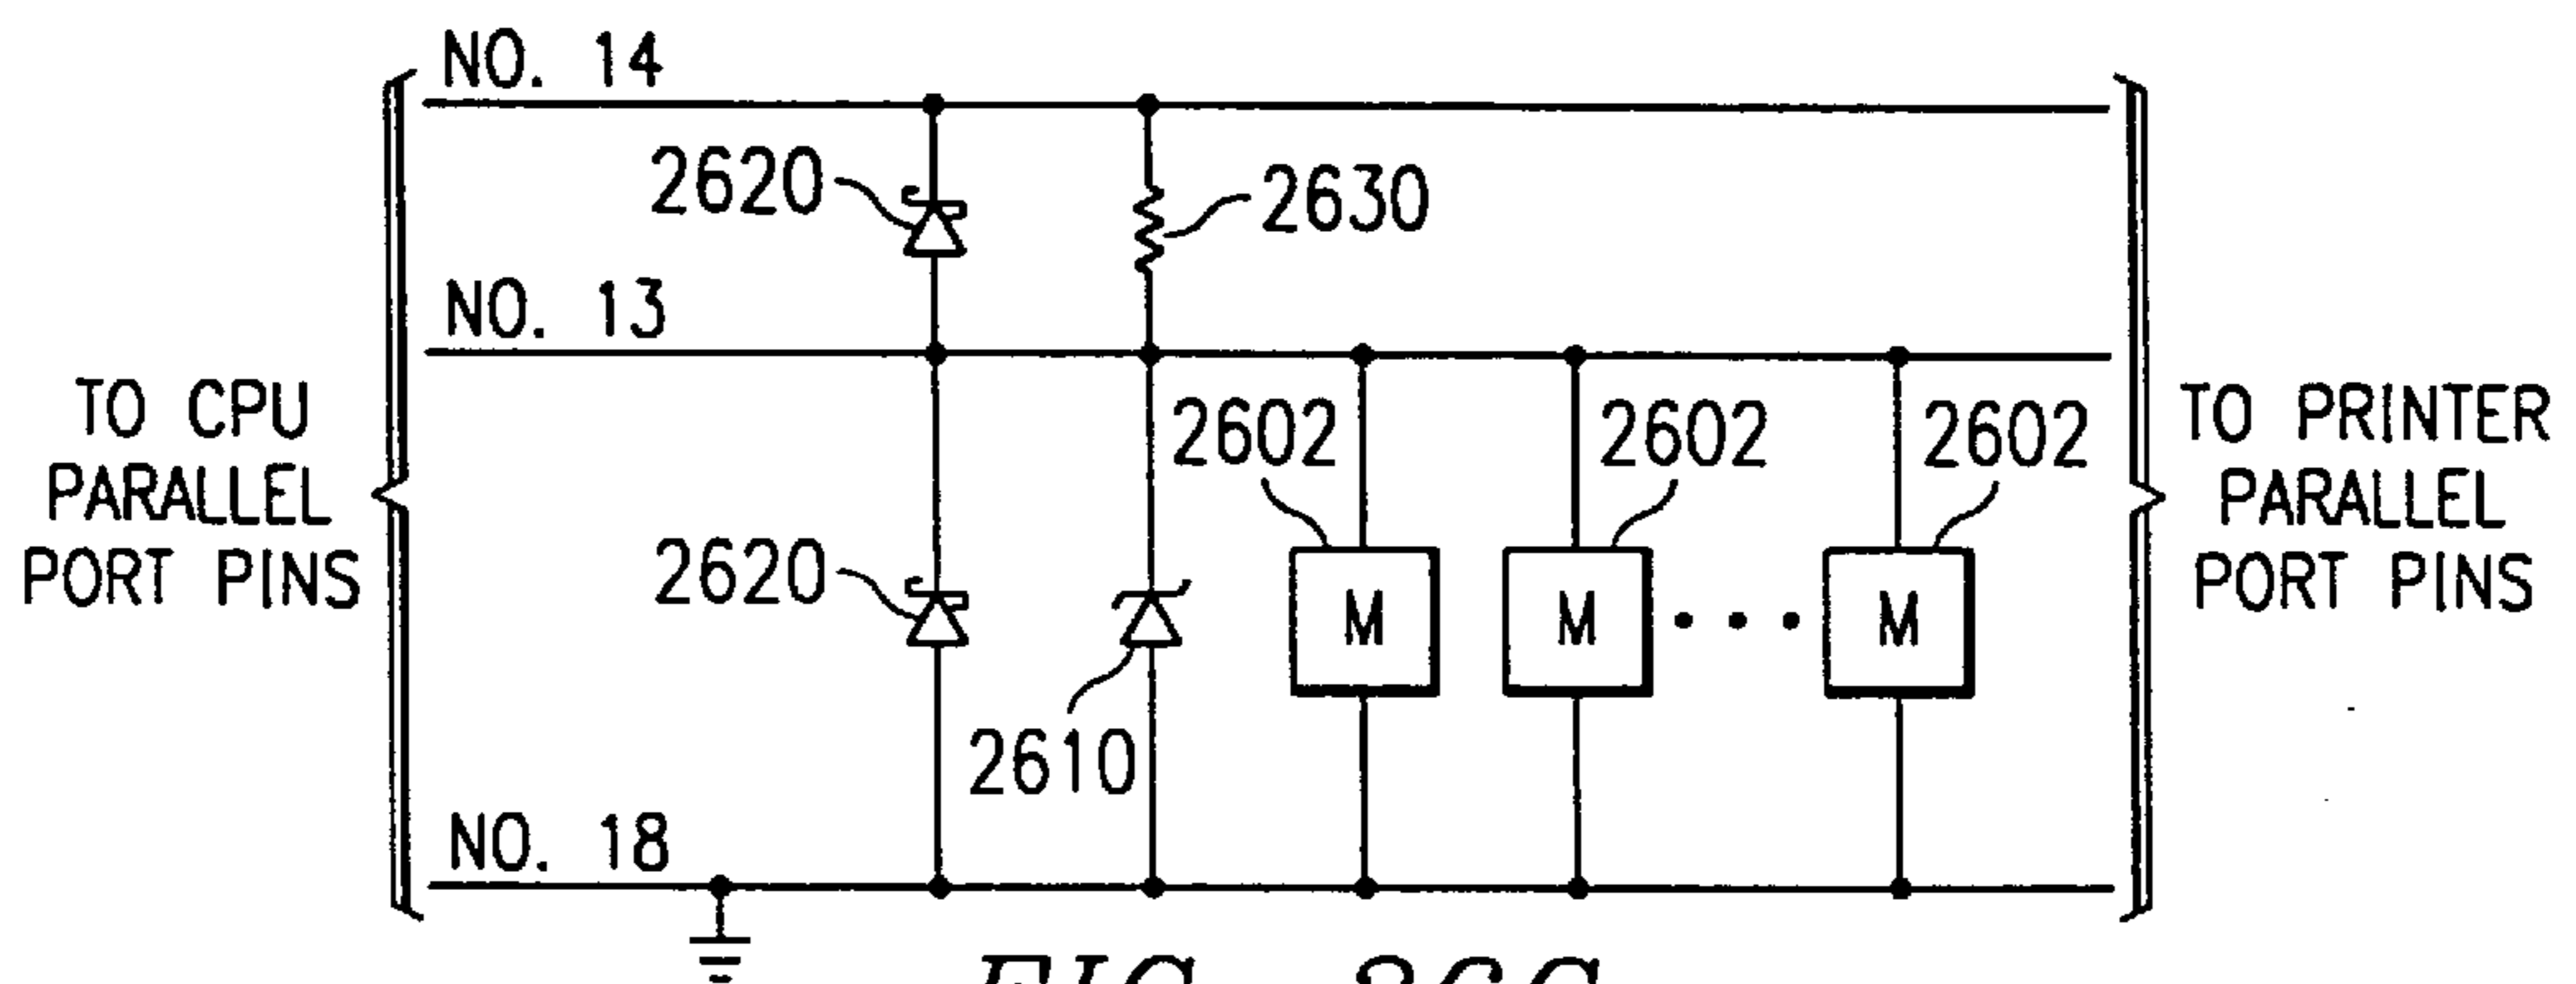 NO. 14
2620
2630
NO. 13
TO CPU
PARALLEL
PORT PINS
2602
2602
2602
TO PRINTER
PARALLEL
PORT PINS
2620
M
M
M
2610
NO. 18